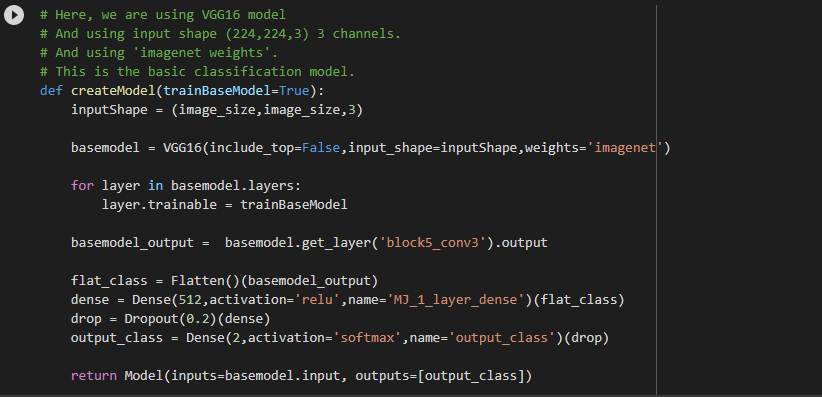 # Here, we are using VGG16 model
# And using input shape (224,224,3) 3 channels.
# And using 'imagenet weights'.
# This is the basic classification model.
def createModel(trainBaseModel=True):
    inputShape = (image_size,image_size,3)

    basemodel = VGG16(include_top=False,input_shape=inputShape,weights='imagenet')

    for layer in basemodel.layers:
        layer.trainable = trainBaseModel

    basemodel_output =  basemodel.get_layer('block5_conv3').output

    flat_class = Flatten()(basemodel_output)
    dense = Dense(512,activation='relu',name='MJ_1_layer_dense')(flat_class)
    drop = Dropout(0.2)(dense)
    output_class = Dense(2,activation='softmax',name='output_class')(drop)

    return Model(inputs=basemodel.input, outputs=[output_class])